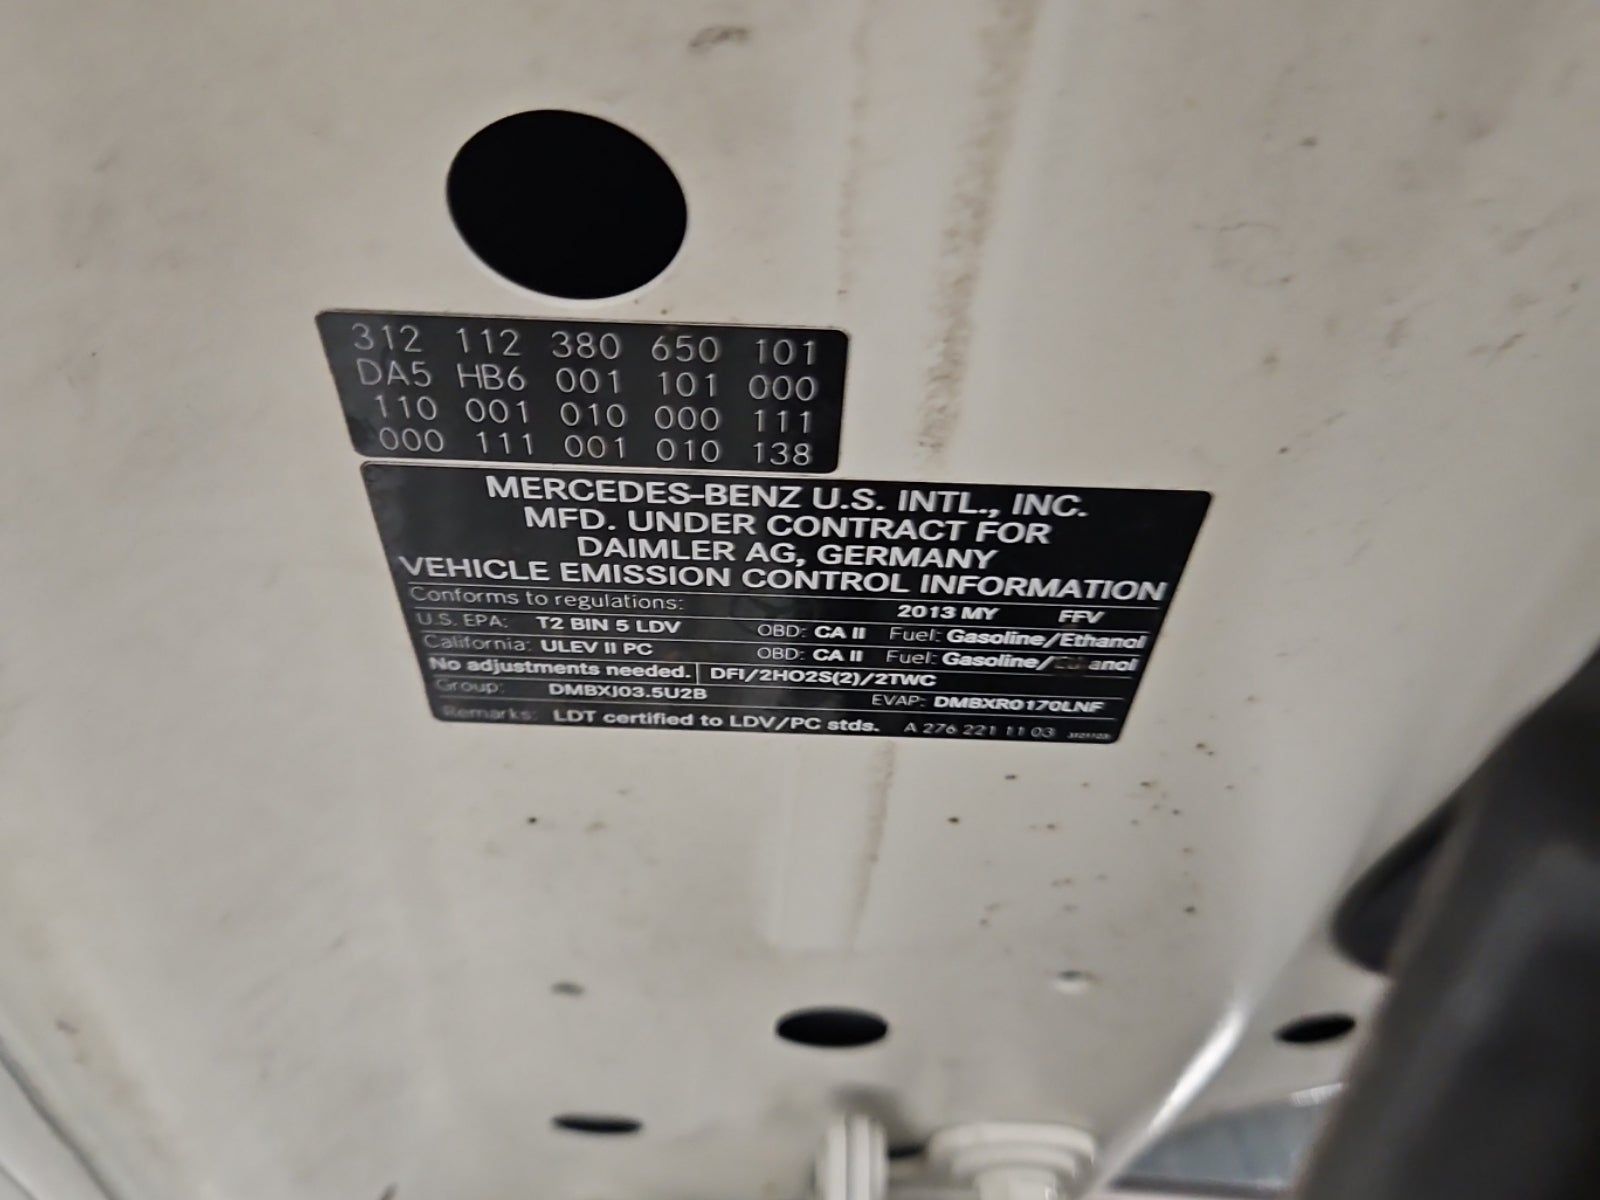 312 112 380 650 101
DA5 HB6 001 101 000
110 001 010 000 111
000 111 001 010 138
MERCEDES-BENZ U.S. INTL., INC.
MFD. UNDER CONTRACT FOR
DAIMLER AG, GERMANY
VEHICLE EMISSION CONTROL INFORMATION
Conforms to regulations: 2013 MY FFV
U.S. EPA: T2 BIN 5 LDV OBD: CA II Fuel: Gasoline/Ethanol
California: ULEV II PC OBD: CA II Fuel: Gasoline/Ethanol
No adjustments needed. DFI/2HO2S(2)/2TWC
Group: DMBXJ03.5U2B EVAP: DMBXR0170LNF
Remarks: LDT certified to LDV/PC stds. A 276 221 11 03